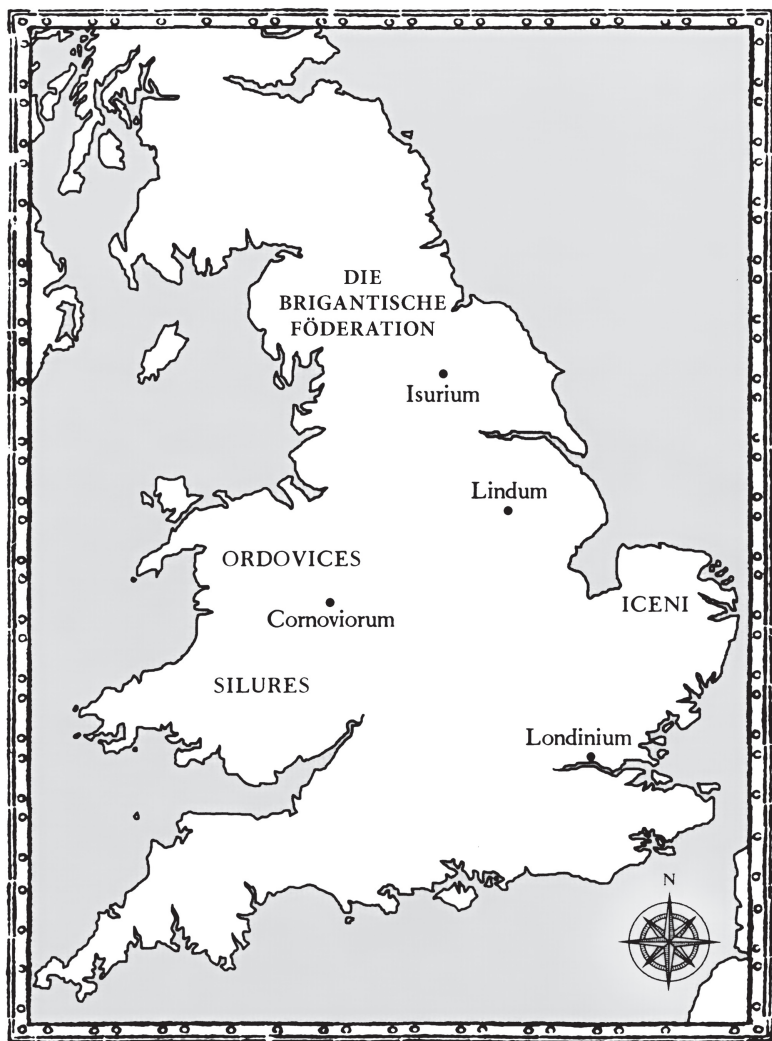 DIE
BRIGANTISCHE
FÖDERATION
Isurium
Lindum
ORDOVICES
ICENI
Cornoviorum
SILURES
Londinium
N